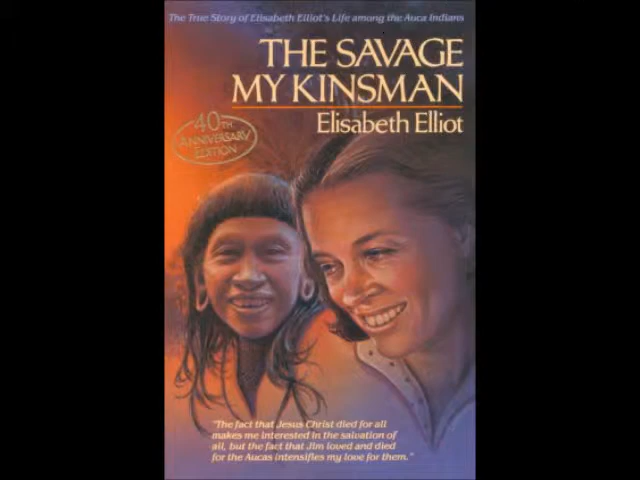 The True Story of Elisabeth Elliot's Life among the Auca Indians
THE SAVAGE
MY KINSMAN
Elisabeth Elliot
40TH
ANNIVERSARY
EDITION
"The fact that Jesus Christ died for all
makes me interested in the salvation of
all, but the fact that Jim loved and died
for the Aucas intensifies my love for them."